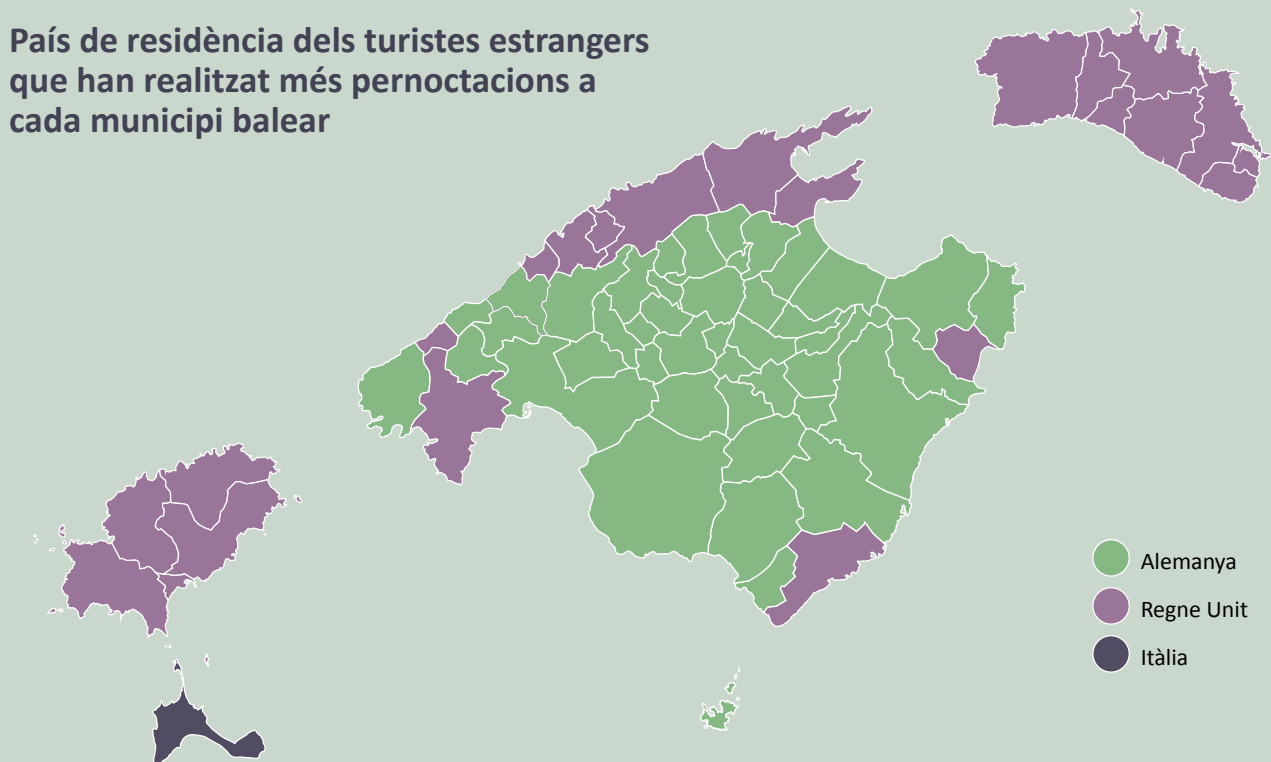 País de residència dels turistes estrangers
que han realitzat més pernoctacions a
cada municipi balear
Alemanya
Regne Unit
Itàlia